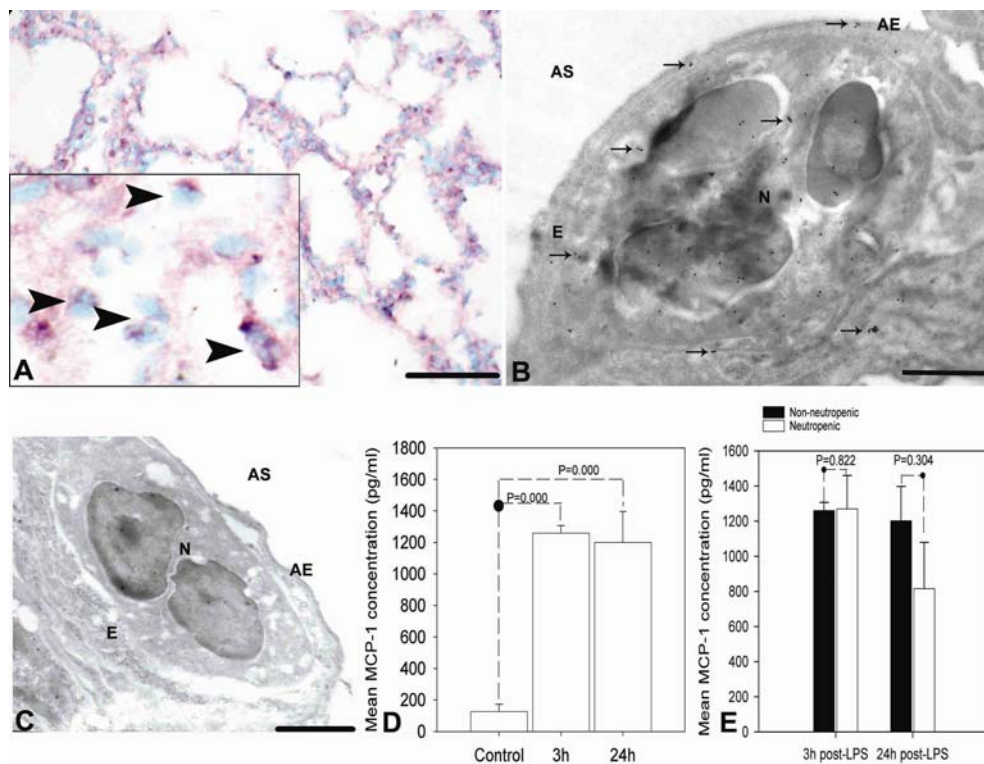 A
B
AS
AE
N
E
C
AS
AE
N
E
D
Mean MCP-1 concentration (pg/ml)
1800
1600
1400
1200
1000
800
600
400
200
0
P=0.000
P=0.000
Control 3h 24h
E
Non-neutropenic
Neutropenic
Mean MCP-1 concentration (pg/ml)
1600
1400
1200
1000
800
600
400
200
0
P=0.822
P=0.304
3h post-LPS 24h post-LPS